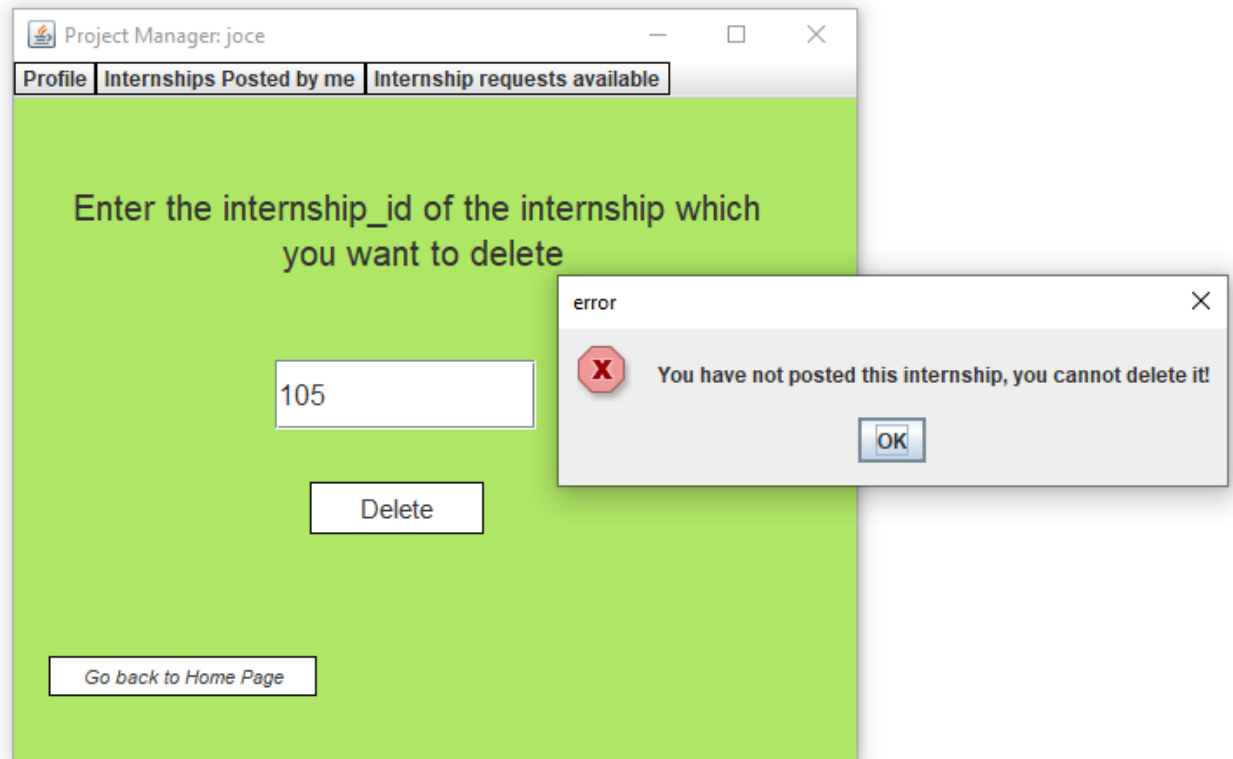 Project Manager: joce
Profile Internships Posted by me Internship requests available
Enter the internship_id of the internship which
you want to delete
error
You have not posted this internship, you cannot delete it!
OK
105
Delete
Go back to Home Page